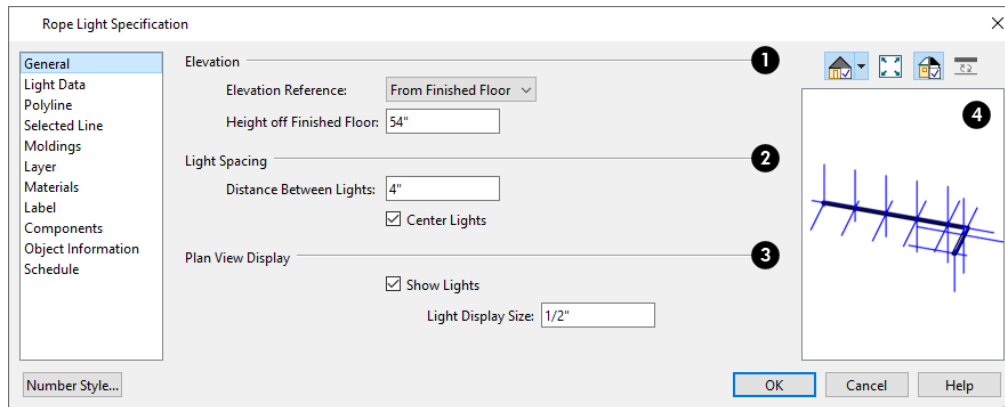 Rope Light Specification
General
Light Data
Polyline
Selected Line
Moldings
Layer
Materials
Label
Components
Object Information
Schedule
Elevation
1
Elevation Reference: From Finished Floor
Height off Finished Floor: 54"
Light Spacing
2
Distance Between Lights: 4"
Center Lights
Plan View Display
3
Show Lights
Light Display Size: 1/2"
4
Number Style...
OK
Cancel
Help